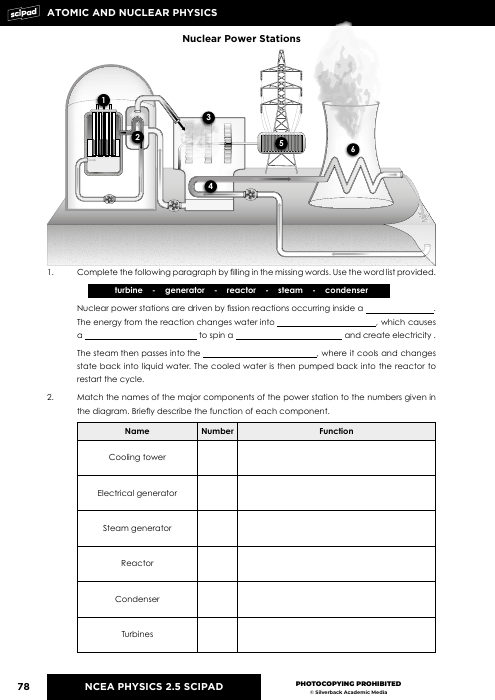 scipad ATOMIC AND NUCLEAR PHYSICS
Nuclear Power Stations
1
2
3
4
5
6
1. Complete the following paragraph by filling in the missing words. Use the word list provided.
turbine - generator - reactor - steam - condenser
Nuclear power stations are driven by fission reactions occurring inside a ____________.
The energy from the reaction changes water into ____________, which causes
a ____________ to spin a ____________ and create electricity.
The steam then passes into the ____________, where it cools and changes
state back into liquid water. The cooled water is then pumped back into the reactor to
restart the cycle.
2. Match the names of the major components of the power station to the numbers given in
the diagram. Briefly describe the function of each component.
Name Number Function
Cooling tower
Electrical generator
Steam generator
Reactor
Condenser
Turbines
78 NCEA PHYSICS 2.5 SCIPAD PHOTOCOPYING PROHIBITED
© Silverback Academic Media